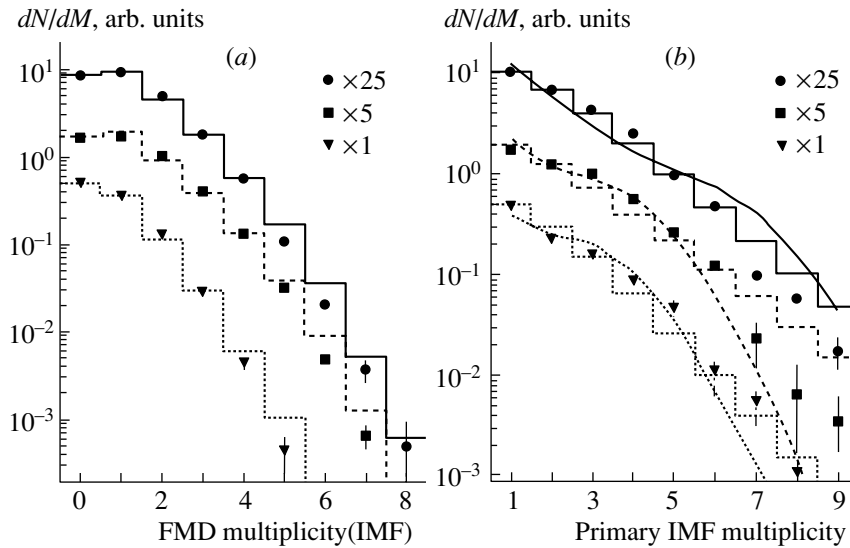 dN/dM, arb. units
dN/dM, arb. units
(a)
(b)
×25
×5
×1
×25
×5
×1
10¹
10⁰
10⁻¹
10⁻²
10⁻³
10¹
10⁰
10⁻¹
10⁻²
10⁻³
0 2 4 6 8
1 3 5 7 9
FMD multiplicity(IMF)
Primary IMF multiplicity